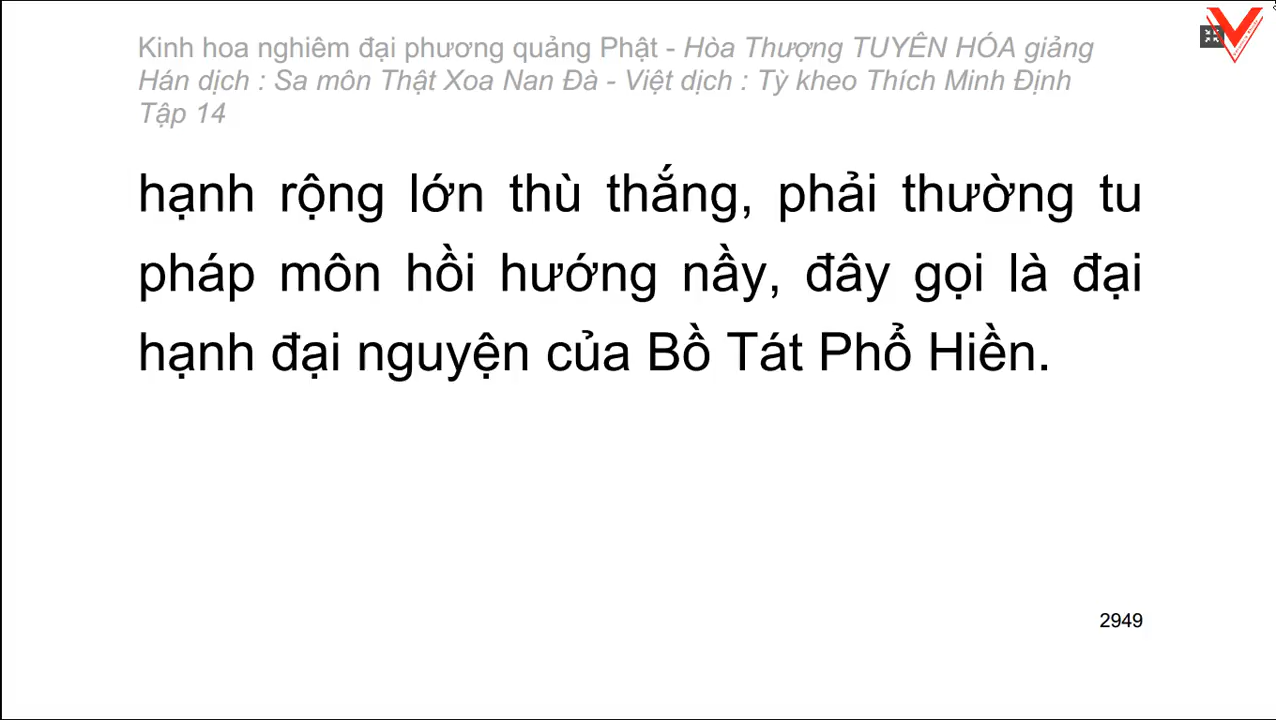 Kinh hoa nghiêm đại phương quảng Phật - Hòa Thượng TUYÊN HÓA giảng
Hán dịch : Sa môn Thật Xoa Nan Đà - Việt dịch : Tỳ kheo Thích Minh Định
Tập 14
hạnh rộng lớn thù thắng, phải thường tu
pháp môn hồi hướng nầy, đây gọi là đại
hạnh đại nguyện của Bồ Tát Phổ Hiền.
2949